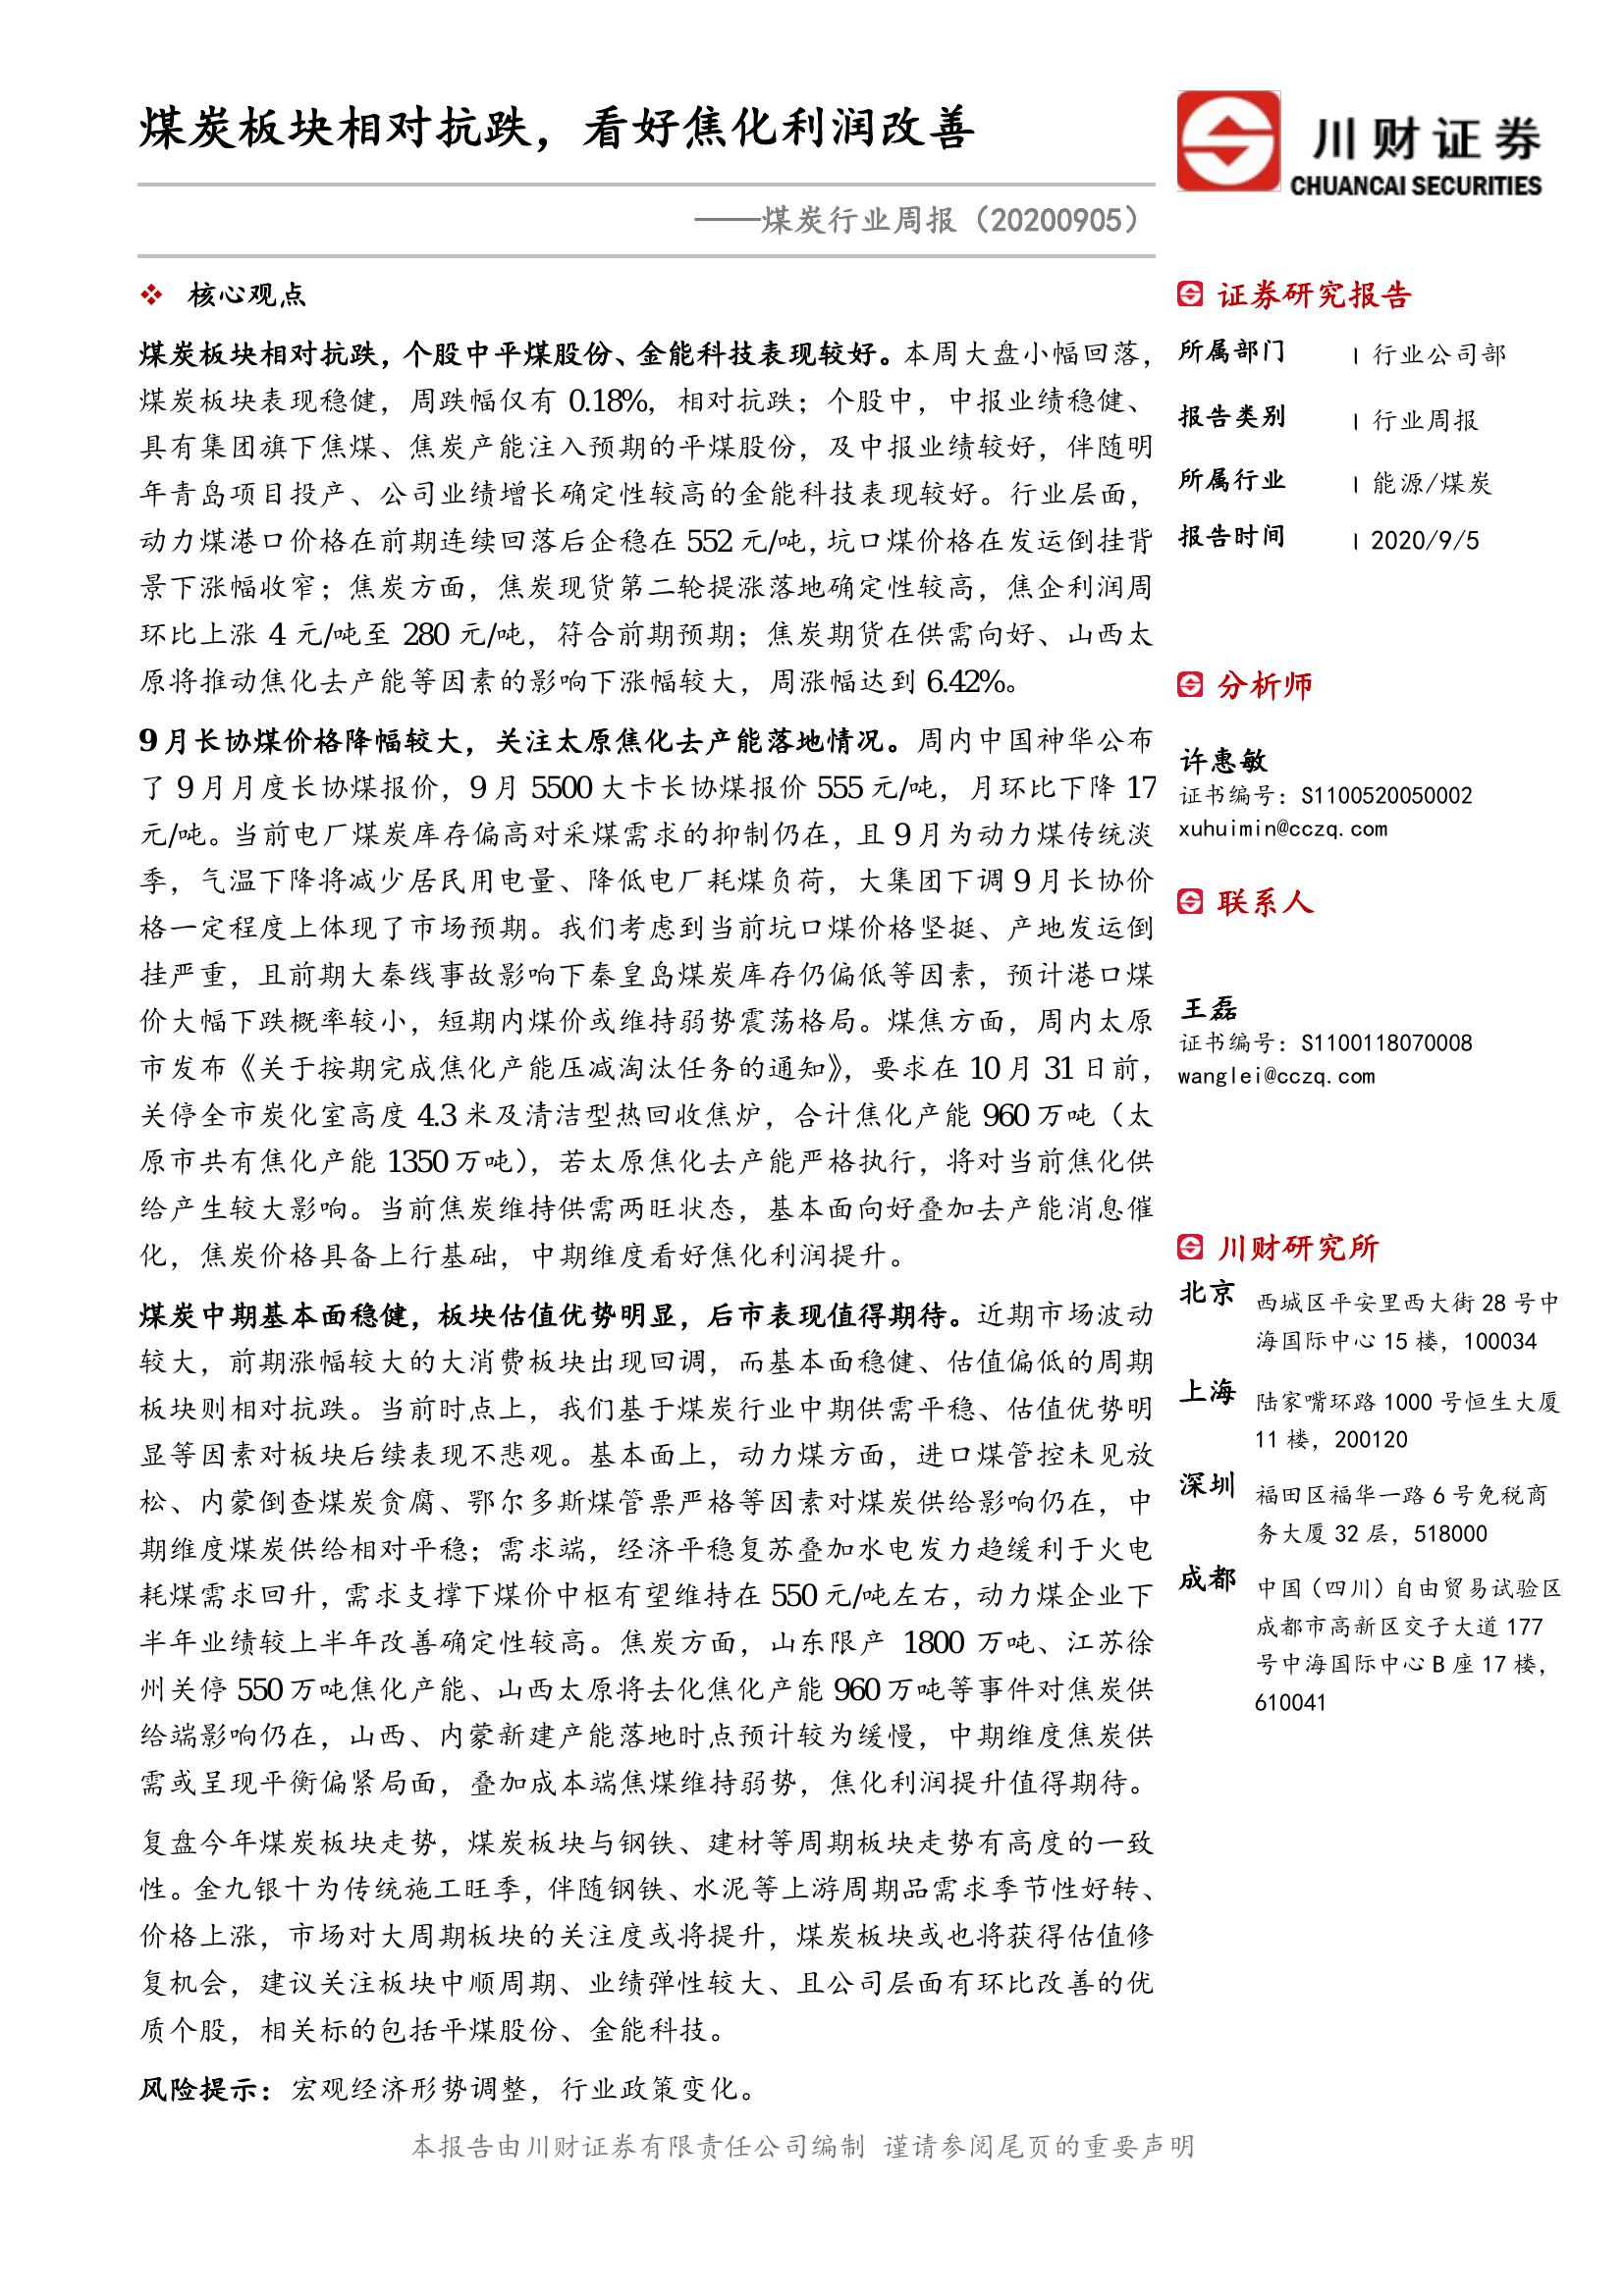 煤炭板块相对抗跌，看好焦化利润改善
——煤炭行业周报（20200905）
川财证券
CHUANCAI SECURITIES
❖ 核心观点
煤炭板块相对抗跌，个股中平煤股份、金能科技表现较好。本周大盘小幅回落，
煤炭板块表现稳健，周跌幅仅有 0.18%，相对抗跌；个股中，中报业绩稳健、
具有集团旗下焦煤、焦炭产能注入预期的平煤股份，及中报业绩较好，伴随明
年青岛项目投产、公司业绩增长确定性较高的金能科技表现较好。行业层面，
动力煤港口价格在前期连续回落后企稳在 552 元/吨，坑口煤价格在发运倒挂背
景下涨幅收窄；焦炭方面，焦炭现货第二轮提涨落地确定性较高，焦企利润周
环比上涨 4 元/吨至 280 元/吨，符合前期预期；焦炭期货在供需向好、山西太
原将推动焦化去产能等因素的影响下涨幅较大，周涨幅达到 6.42%。
9 月长协煤价格降幅较大，关注太原焦化去产能落地情况。周内中国神华公布
了 9 月月度长协煤报价，9 月 5500 大卡长协煤报价 555 元/吨，月环比下降 17
元/吨。当前电厂煤炭库存偏高对采煤需求的抑制仍在，且 9 月为动力煤传统淡
季，气温下降将减少居民用电量、降低电厂耗煤负荷，大集团下调 9 月长协价
格一定程度上体现了市场预期。我们考虑到当前坑口煤价格坚挺、产地发运倒
挂严重，且前期大秦线事故影响下秦皇岛煤炭库存仍偏低等因素，预计港口煤
价大幅下跌概率较小，短期内煤价或维持弱势震荡格局。煤焦方面，周内太原
市发布《关于按期完成焦化产能压减淘汰任务的通知》，要求在 10 月 31 日前，
关停全市炭化室高度 4.3 米及清洁型热回收焦炉，合计焦化产能 960 万吨（太
原市共有焦化产能 1350 万吨），若太原焦化去产能严格执行，将对当前焦化供
给产生较大影响。当前焦炭维持供需两旺状态，基本面向好叠加去产能消息催
化，焦炭价格具备上行基础，中期维度看好焦化利润提升。
煤炭中期基本面稳健，板块估值优势明显，后市表现值得期待。近期市场波动
较大，前期涨幅较大的大消费板块出现回调，而基本面稳健、估值偏低的周期
板块则相对抗跌。当前时点上，我们基于煤炭行业中期供需平稳、估值优势明
显等因素对板块后续表现不悲观。基本面上，动力煤方面，进口煤管控未见放
松、内蒙倒查煤炭贪腐、鄂尔多斯煤管票严格等因素对煤炭供给影响仍在，中
期维度煤炭供给相对平稳；需求端，经济平稳复苏叠加水电发力趋缓利于火电
耗煤需求回升，需求支撑下煤价中枢有望维持在 550 元/吨左右，动力煤企业下
半年业绩较上半年改善确定性较高。焦炭方面，山东限产 1800 万吨、江苏徐
州关停 550 万吨焦化产能、山西太原将去化焦化产能 960 万吨等事件对焦炭供
给端影响仍在，山西、内蒙新建产能落地时点预计较为缓慢，中期维度焦炭供
需或呈现平衡偏紧局面，叠加成本端焦煤维持弱势，焦化利润提升值得期待。
复盘今年煤炭板块走势，煤炭板块与钢铁、建材等周期板块走势有高度的一致
性。金九银十为传统施工旺季，伴随钢铁、水泥等上游周期品需求季节性好转、
价格上涨，市场对大周期板块的关注度或将提升，煤炭板块或也将获得估值修
复机会，建议关注板块中顺周期、业绩弹性较大、且公司层面有环比改善的优
质个股，相关标的包括平煤股份、金能科技。
风险提示：宏观经济形势调整，行业政策变化。
证券研究报告
所属部门 | 行业公司部
报告类别 | 行业周报
所属行业 | 能源/煤炭
报告时间 | 2020/9/5
分析师
许惠敏
证书编号：S1100520050002
xuhuimin@cczq.com
联系人
王磊
证书编号：S1100118070008
wanglei@cczq.com
川财研究所
北京 西城区平安里西大街 28 号中
海国际中心 15 楼，100034
上海 陆家嘴环路 1000 号恒生大厦
11 楼，200120
深圳 福田区福华一路 6 号免税商
务大厦 32 层，518000
成都 中国（四川）自由贸易试验区
成都市高新区交子大道 177
号中海国际中心 B 座 17 楼，
610041
本报告由川财证券有限责任公司编制 谨请参阅尾页的重要声明